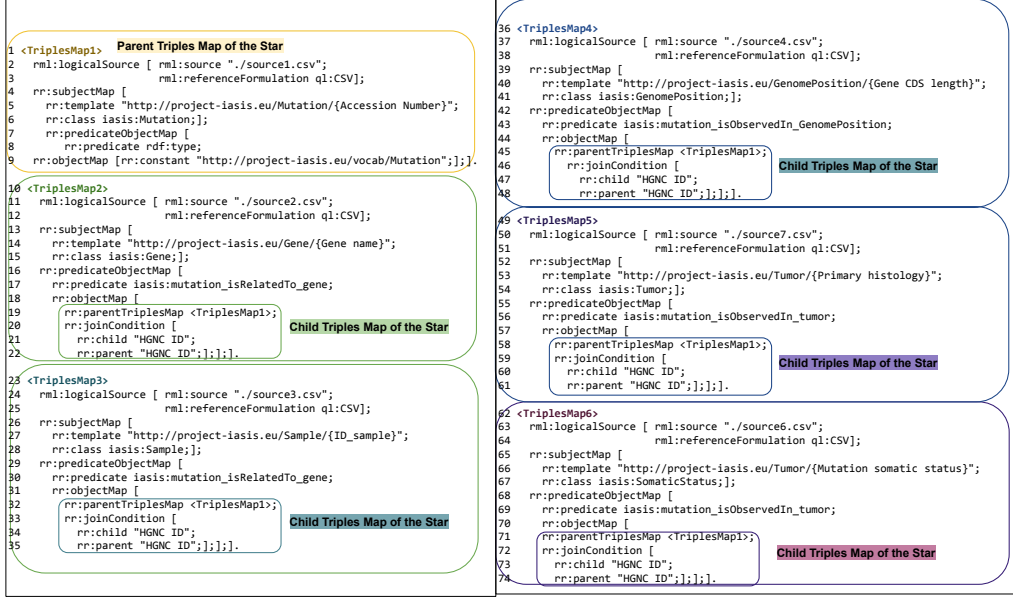 1 <TriplesMap1> Parent Triples Map of the Star
2 rml:logicalSource [ rml:source "./source1.csv";
3 rml:referenceFormulation ql:CSV];
4 rr:subjectMap [
5 rr:template "http://project-iasis.eu/Mutation/{Accession Number}";
6 rr:class iasis:Mutation;];
7 rr:predicateObjectMap [
8 rr:predicate rdf:type;
9 rr:objectMap [rr:constant "http://project-iasis.eu/vocab/Mutation";];].
10 <TriplesMap2>
11 rml:logicalSource [ rml:source "./source2.csv";
12 rml:referenceFormulation ql:CSV];
13 rr:subjectMap [
14 rr:template "http://project-iasis.eu/Gene/{Gene name}";
15 rr:class iasis:Gene;];
16 rr:predicateObjectMap [
17 rr:predicate iasis:mutation_isRelatedTo_gene;
18 rr:objectMap [
19 rr:parentTriplesMap <TriplesMap1>;
20 rr:joinCondition [ Child Triples Map of the Star
21 rr:child "HGNC ID";
22 rr:parent "HGNC ID";];];].
23 <TriplesMap3>
24 rml:logicalSource [ rml:source "./source3.csv";
25 rml:referenceFormulation ql:CSV];
26 rr:subjectMap [
27 rr:template "http://project-iasis.eu/Sample/{ID_sample}";
28 rr:class iasis:Sample;];
29 rr:predicateObjectMap [
30 rr:predicate iasis:mutation_isRelatedTo_gene;
31 rr:objectMap [
32 rr:parentTriplesMap <TriplesMap1>;
33 rr:joinCondition [ Child Triples Map of the Star
34 rr:child "HGNC ID";
35 rr:parent "HGNC ID";];];].
36 <TriplesMap4>
37 rml:logicalSource [ rml:source "./source4.csv";
38 rml:referenceFormulation ql:CSV];
39 rr:subjectMap [
40 rr:template "http://project-iasis.eu/GenomePosition/{Gene CDS length}";
41 rr:class iasis:GenomePosition;];
42 rr:predicateObjectMap [
43 rr:predicate iasis:mutation_isObservedIn_GenomePosition;
44 rr:objectMap [
45 rr:parentTriplesMap <TriplesMap1>;
46 rr:joinCondition [ Child Triples Map of the Star
47 rr:child "HGNC ID";
48 rr:parent "HGNC ID";];];].
49 <TriplesMap5>
50 rml:logicalSource [ rml:source "./source7.csv";
51 rml:referenceFormulation ql:CSV];
52 rr:subjectMap [
53 rr:template "http://project-iasis.eu/Tumor/{Primary histology}";
54 rr:class iasis:Tumor;];
55 rr:predicateObjectMap [
56 rr:predicate iasis:mutation_isObservedIn_tumor;
57 rr:objectMap [
58 rr:parentTriplesMap <TriplesMap1>;
59 rr:joinCondition [ Child Triples Map of the Star
60 rr:child "HGNC ID";
61 rr:parent "HGNC ID";];];].
62 <TriplesMap6>
63 rml:logicalSource [ rml:source "./source6.csv";
64 rml:referenceFormulation ql:CSV];
65 rr:subjectMap [
66 rr:template "http://project-iasis.eu/Tumor/{Mutation somatic status}";
67 rr:class iasis:SomaticStatus;];
68 rr:predicateObjectMap [
69 rr:predicate iasis:mutation_isObservedIn_tumor;
70 rr:objectMap [
71 rr:parentTriplesMap <TriplesMap1>;
72 rr:joinCondition [ Child Triples Map of the Star
73 rr:child "HGNC ID";
74 rr:parent "HGNC ID";];];].